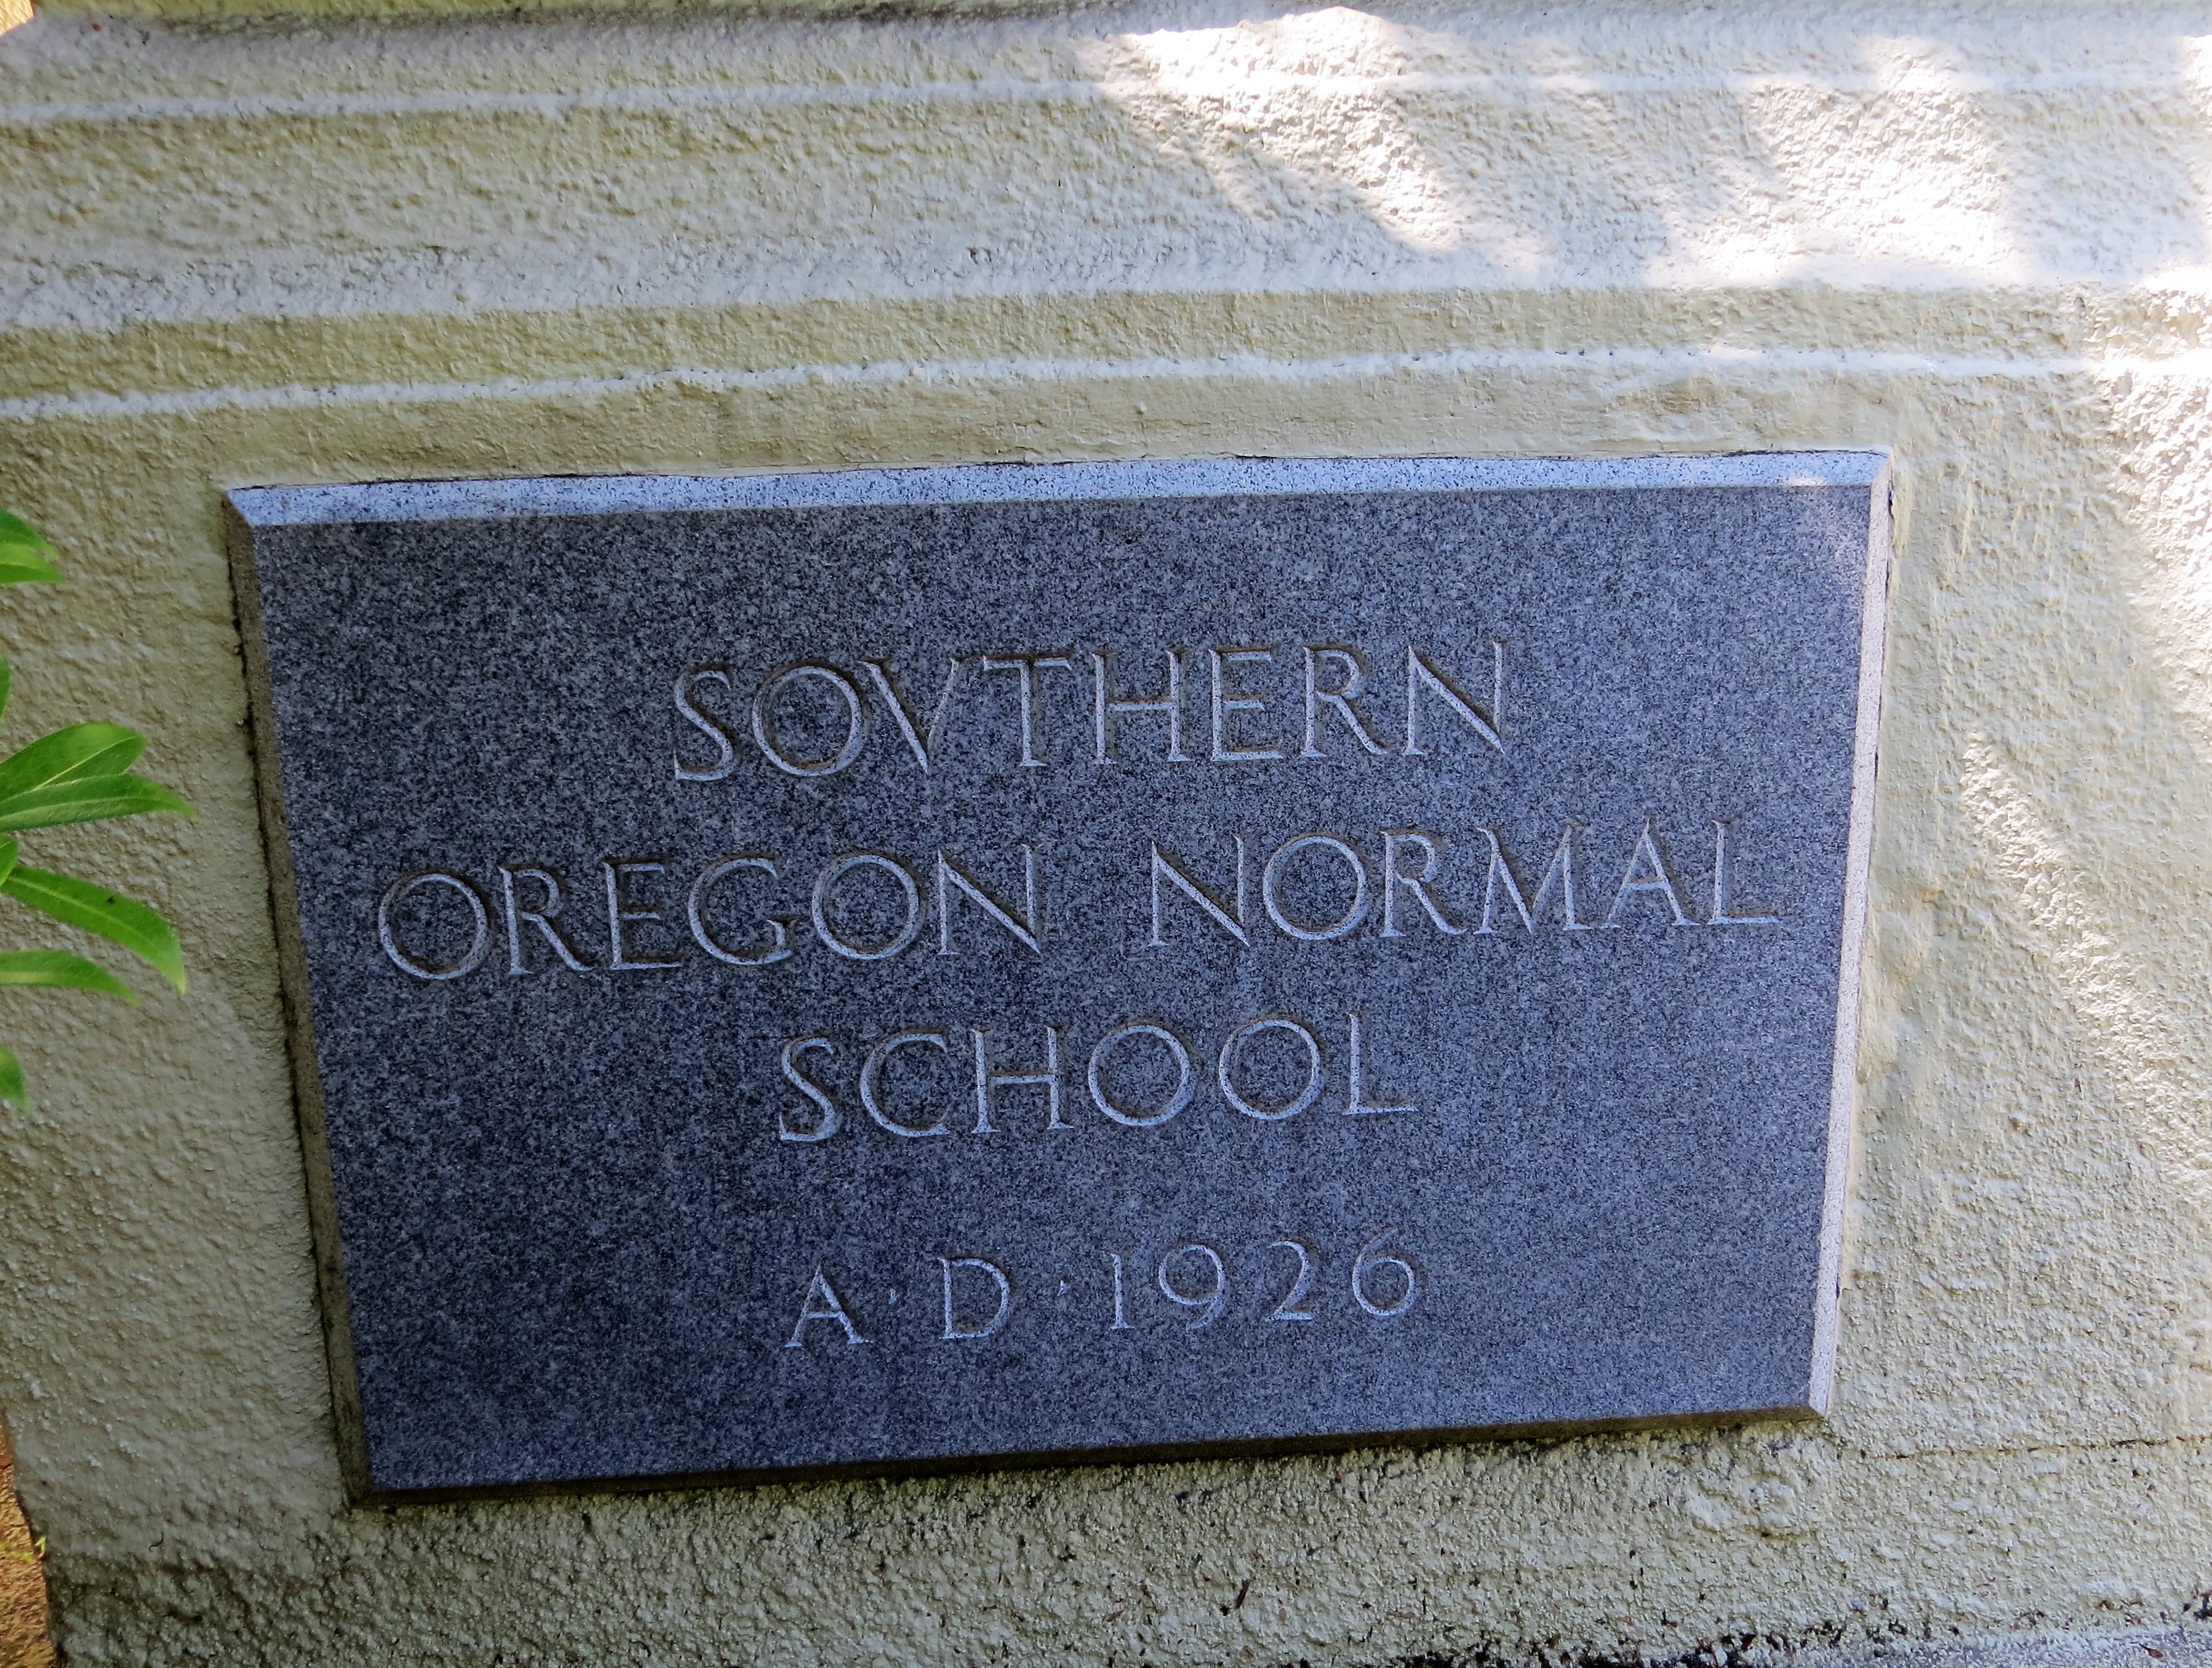 SOVTHERN
OREGON NORMAL
SCHOOL
A·D·1926